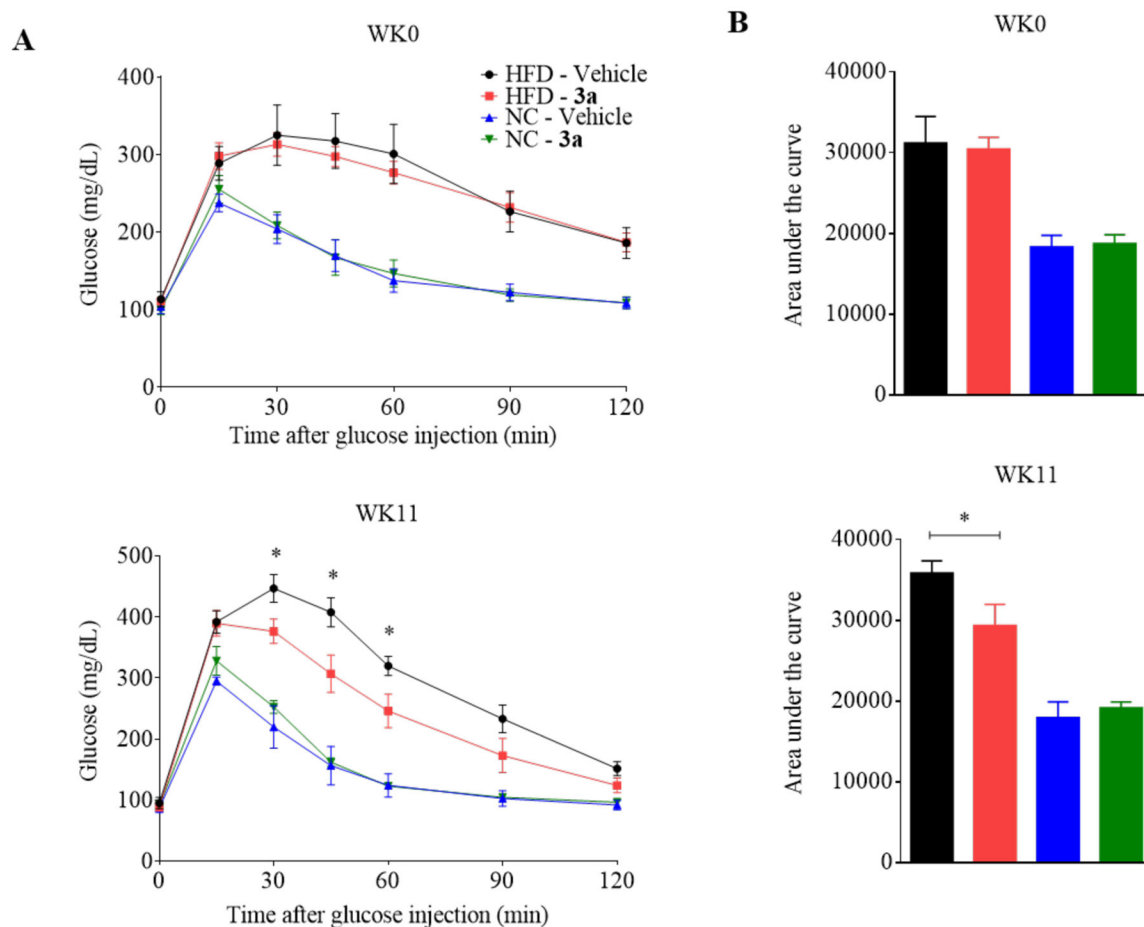 A
WK0
HFD - Vehicle
HFD - 3a
NC - Vehicle
NC - 3a
Glucose (mg/dL)
400
300
200
100
0
0 30 60 90 120
Time after glucose injection (min)
B
WK0
Area under the curve
40000
30000
20000
10000
0
WK11
Glucose (mg/dL)
500
400
300
200
100
0
* * *
0 30 60 90 120
Time after glucose injection (min)
WK11
*
Area under the curve
40000
30000
20000
10000
0